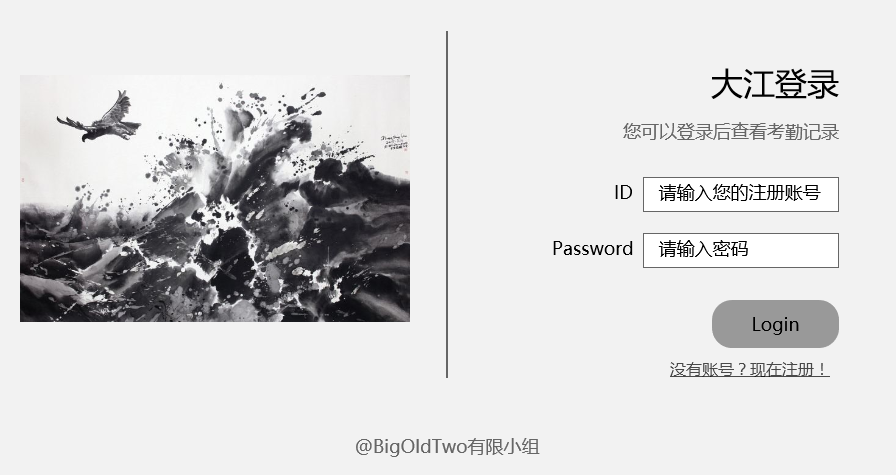 大江登录
您可以登录后查看考勤记录
ID 请输入您的注册账号
Password 请输入密码
Login
没有账号？现在注册！
@BigOldTwo有限小组